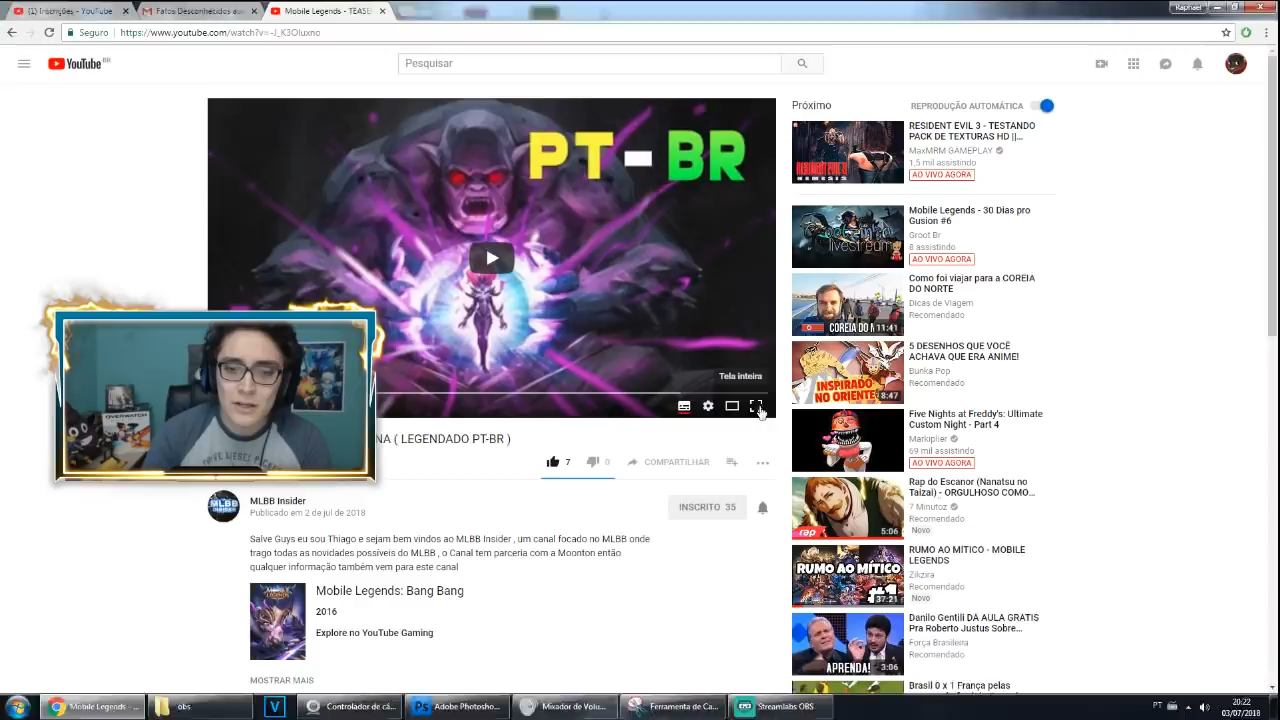 (1) Inscrições - YouTube
Fatos Desconhecidos
Mobile Legends - TEASE
Raphael
Seguro
https://www.youtube.com/watch?v=-J_K3OIuxno
YouTube BR
Pesquisar
PT-BR
Tela inteira
NA ( LEGENDADO PT-BR )
7
0
COMPARTILHAR
MLBB Insider
Publicado em 2 de jul de 2018
INSCRITO 35
Salve Guys eu sou Thiago e sejam bem vindos ao MLBB Insider , um canal focado no MLBB onde
trago todas as novidades possíveis do MLBB , o Canal tem parceria com a Moonton então
qualquer informação também vem para este canal
Mobile Legends: Bang Bang
2016
Explore no YouTube Gaming
MOSTRAR MAIS
OVERWATCH
Próximo
REPRODUÇÃO AUTOMÁTICA
RESIDENT EVIL 3 - TESTANDO
PACK DE TEXTURAS HD ||...
MaxMRM GAMEPLAY
1,5 mil assistindo
AO VIVO AGORA
Mobile Legends - 30 Dias pro
Gusion #6
Groot Br
8 assistindo
AO VIVO AGORA
livestream
Como foi viajar para a COREIA
DO NORTE
Dicas de Viagem
Recomendado
11:41
5 DESENHOS QUE VOCÊ
ACHAVA QUE ERA ANIME!
Bunka Pop
Recomendado
INSPIRADO
NO ORIENTE
8:47
Five Nights at Freddy's: Ultimate
Custom Night - Part 4
Markiplier
69 mil assistindo
AO VIVO AGORA
Rap do Escanor (Nanatsu no
Taizai) - ORGULHOSO COMO...
7 Minutoz
Recomendado
Novo
rap
5:06
RUMO AO MÍTICO - MOBILE
LEGENDS
Zikzira
Recomendado
Novo
RUMO AO MÍTICO
#1
37:21
Danilo Gentili DA AULA GRATIS
Pra Roberto Justus Sobre...
Força Brasileira
Recomendado
APRENDA!
3:06
Brasil 0 x 1 França pelas
Mobile Legends -
obs
Controlador de câ...
Adobe Photosho...
Mixador de Volu...
Ferramenta de Ca...
Streamlabs OBS
PT
20:22
03/07/2018